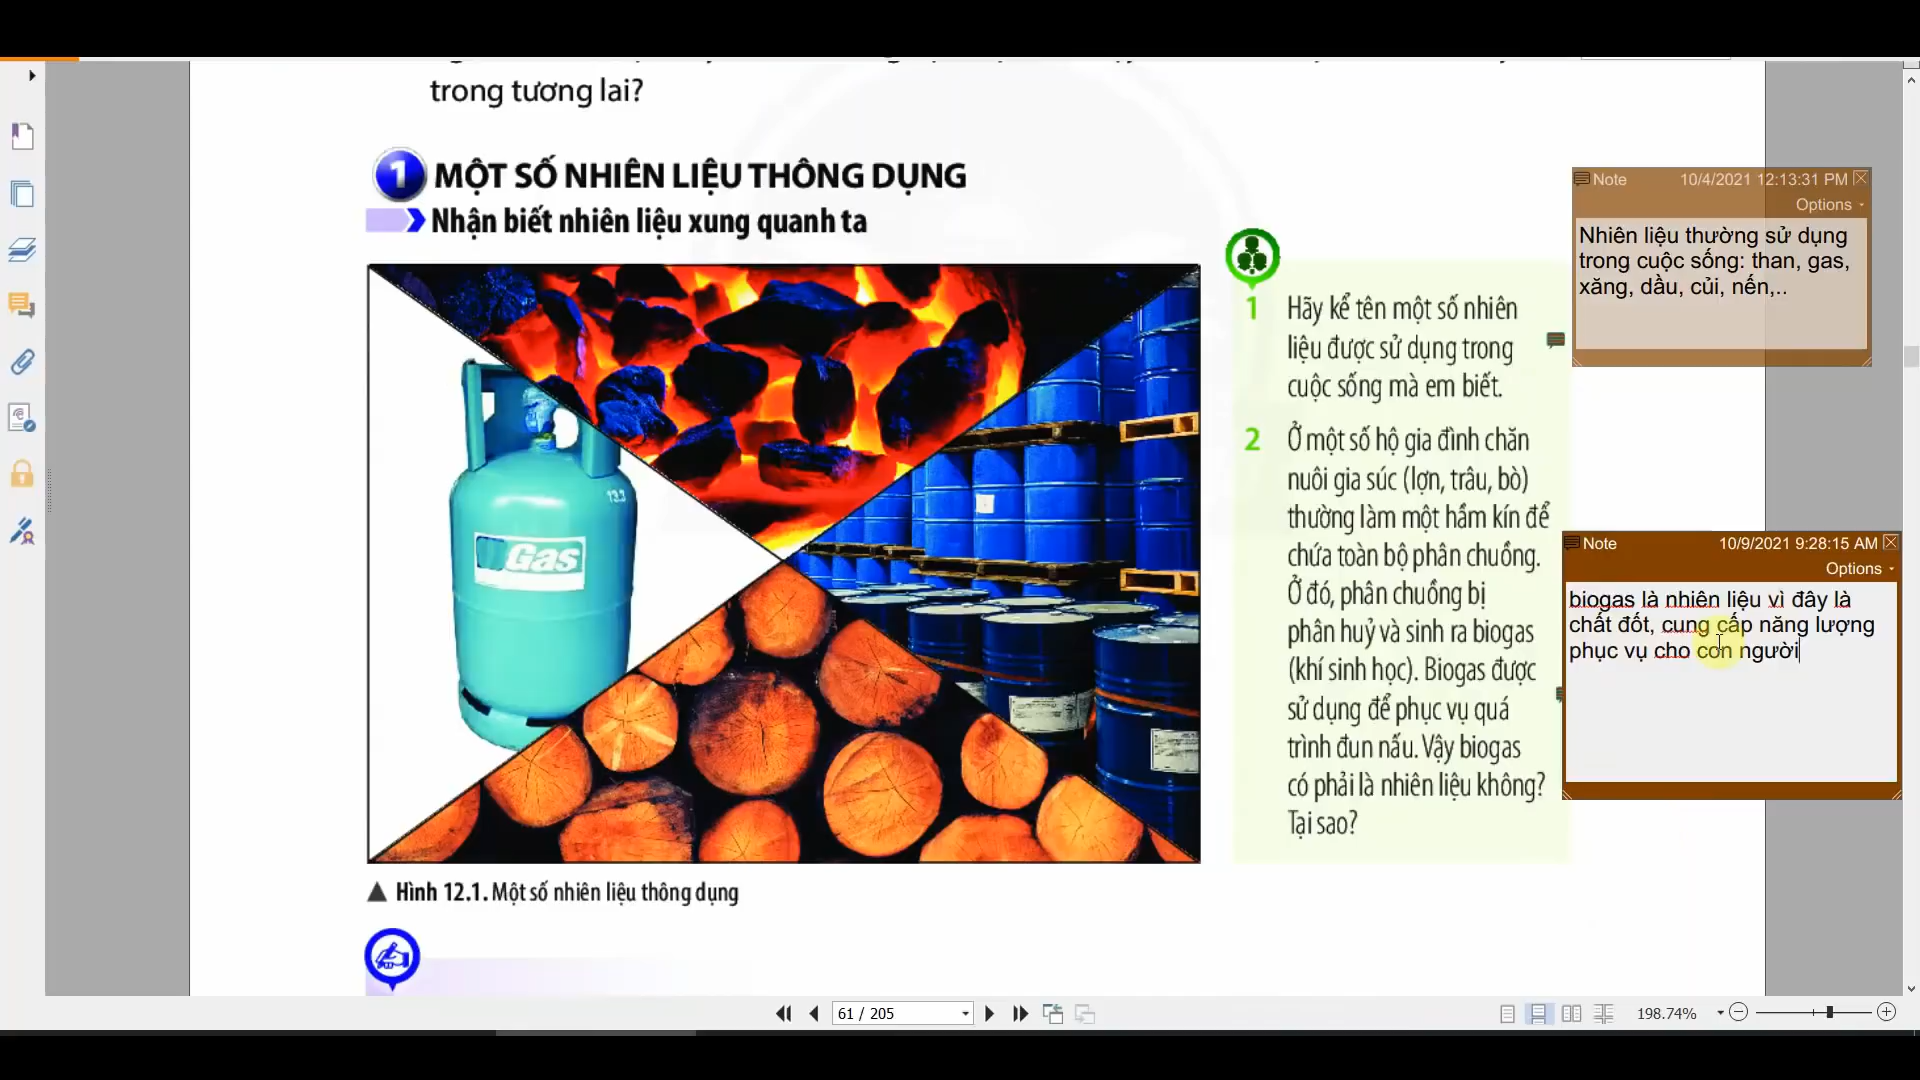 trong tương lai?
1 MỘT SỐ NHIÊN LIỆU THÔNG DỤNG
Nhận biết nhiên liệu xung quanh ta
Gas
13.3
1 Hãy kể tên một số nhiên
liệu được sử dụng trong
cuộc sống mà em biết.
2 Ở một số hộ gia đình chăn
nuôi gia súc (lợn, trâu, bò)
thường làm một hầm kín để
chứa toàn bộ phân chuồng.
Ở đó, phân chuồng bị
phân huỷ và sinh ra biogas
(khí sinh học). Biogas được
sử dụng để phục vụ quá
trình đun nấu. Vậy biogas
có phải là nhiên liệu không?
Tại sao?
Note 10/4/2021 12:13:31 PM
Options
Nhiên liệu thường sử dụng
trong cuộc sống: than, gas,
xăng, dầu, củi, nến,..
Note 10/9/2021 9:28:15 AM
Options
biogas là nhiên liệu vì đây là
chất đốt, cung cấp năng lượng
phục vụ cho con người
Hình 12.1. Một số nhiên liệu thông dụng
61 / 205
198.74%